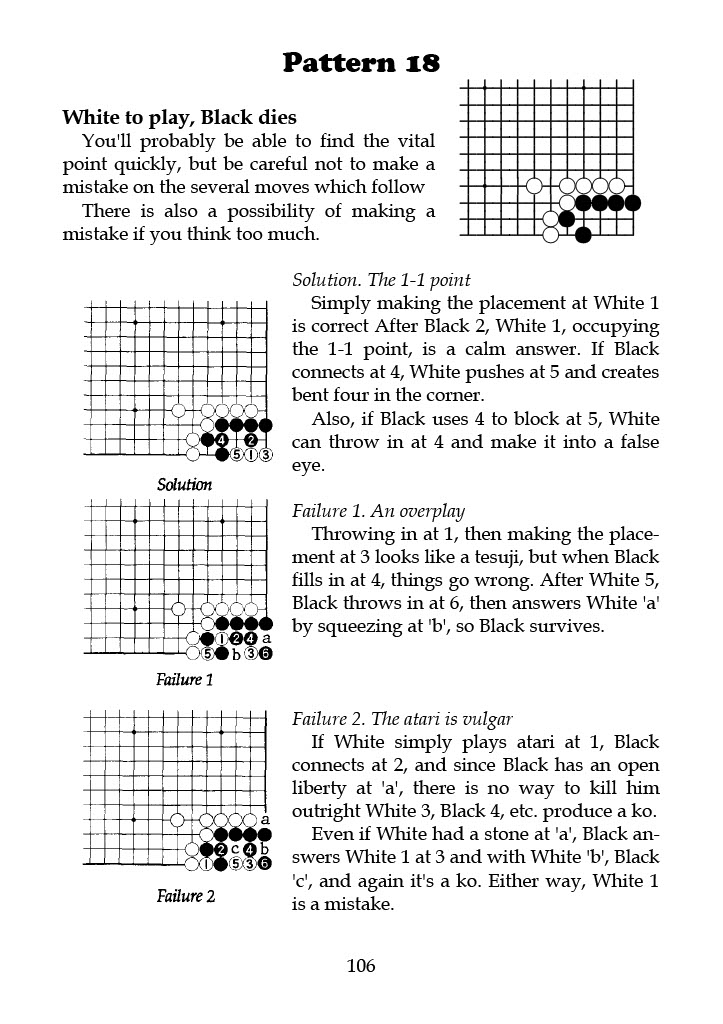 Pattern 18
White to play, Black dies
You'll probably be able to find the vital
point quickly, but be careful not to make a
mistake on the several moves which follow
There is also a possibility of making a
mistake if you think too much.
Solution. The 1-1 point
Simply making the placement at White 1
is correct After Black 2, White 1, occupying
the 1-1 point, is a calm answer. If Black
connects at 4, White pushes at 5 and creates
bent four in the corner.
Also, if Black uses 4 to block at 5, White
can throw in at 4 and make it into a false
eye.
4 2
5 1 3
Solution
Failure 1. An overplay
Throwing in at 1, then making the place-
ment at 3 looks like a tesuji, but when Black
fills in at 4, things go wrong. After White 5,
Black throws in at 6, then answers White 'a'
by squeezing at 'b', so Black survives.
1 2 4 a
5 b 3 6
Failure 1
Failure 2. The atari is vulgar
If White simply plays atari at 1, Black
connects at 2, and since Black has an open
liberty at 'a', there is no way to kill him
outright White 3, Black 4, etc. produce a ko.
Even if White had a stone at 'a', Black an-
swers White 1 at 3 and with White 'b', Black
'c', and again it's a ko. Either way, White 1
is a mistake.
a
2 c 4 b
1 5 3 6
Failure 2
106